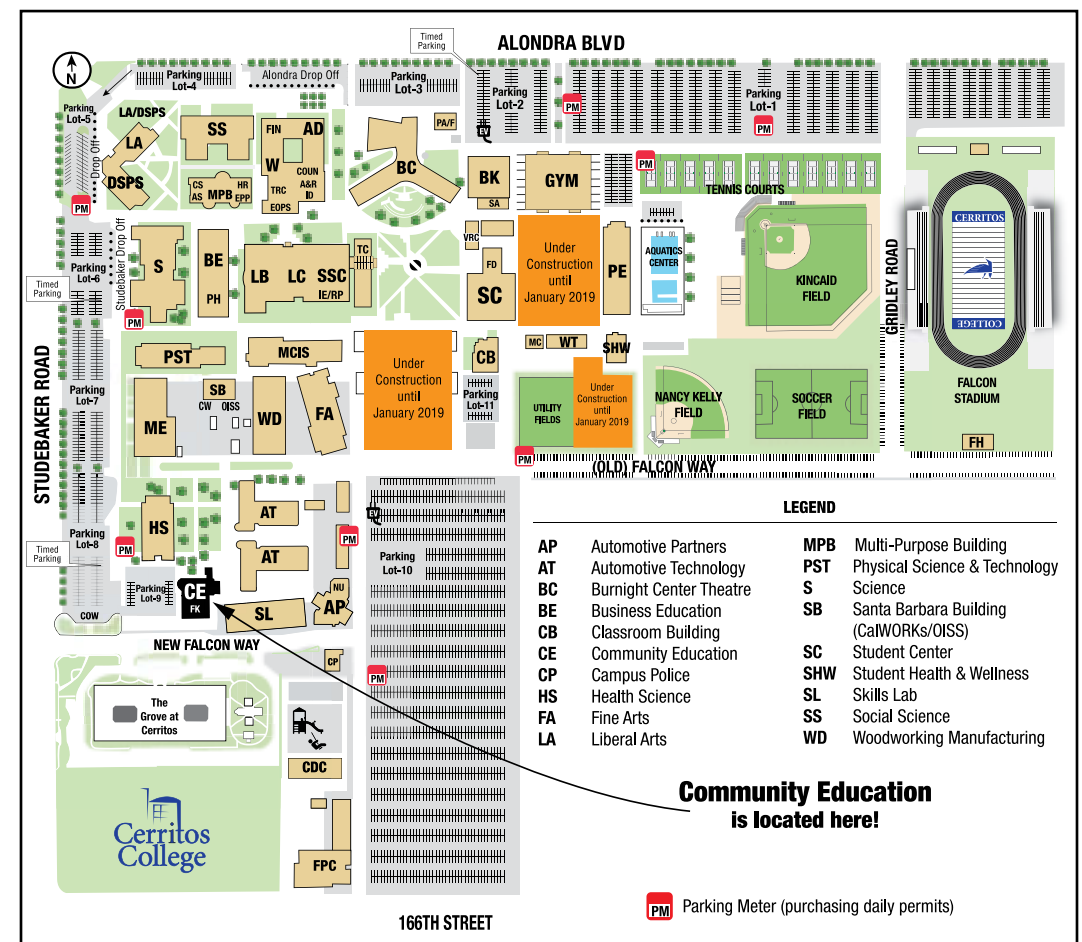 Timed
Parking
ALONDRA BLVD
N
Parking
Lot-4
Alondra Drop Off
Parking
Lot-3
Parking
Lot-2
Parking
Lot-1
PM
PM
Parking
Lot-5
LA/DSPS
LA
DSPS
Drop Off
PM
SS
FIN
AD
W
COUN
A&R
ID
TRC
EOPS
CS
AS
MPB
HR
EPP
BC
PA/F
EV
BK
SA
GYM
PM
TENNIS COURTS
Parking
Lot-6
Timed
Parking
Studebaker Drop Off
PM
S
BE
PH
LB
LC
SSC
IE/RP
TC
VRC
FD
SC
Under
Construction
until
January 2019
PE
AQUATICS
CENTER
KINCAID
FIELD
GRIDLEY ROAD
CERRITOS
COLLEGE
FALCON
STADIUM
FH
STUDEBAKER ROAD
Parking
Lot-7
PST
MCIS
SB
CW
OISS
ME
WD
FA
Under
Construction
until
January 2019
CB
Parking
Lot-11
MC
WT
SHW
UTILITY
FIELDS
Under
Construction
until
January 2019
NANCY KELLY
FIELD
SOCCER
FIELD
PM
(OLD) FALCON WAY
Parking
Lot-8
Timed
Parking
PM
HS
AT
AT
PM
EV
Parking
Lot-10
Parking
Lot-9
CE
FK
SL
NU
AP
COW
NEW FALCON WAY
CP
PM
The
Grove at
Cerritos
CDC
FPC
Cerritos
College
166TH STREET
LEGEND
AP Automotive Partners
AT Automotive Technology
BC Burnight Center Theatre
BE Business Education
CB Classroom Building
CE Community Education
CP Campus Police
HS Health Science
FA Fine Arts
LA Liberal Arts
MPB Multi-Purpose Building
PST Physical Science & Technology
S Science
SB Santa Barbara Building
(CalWORKs/OISS)
SC Student Center
SHW Student Health & Wellness
SL Skills Lab
SS Social Science
WD Woodworking Manufacturing
Community Education
is located here!
PM Parking Meter (purchasing daily permits)